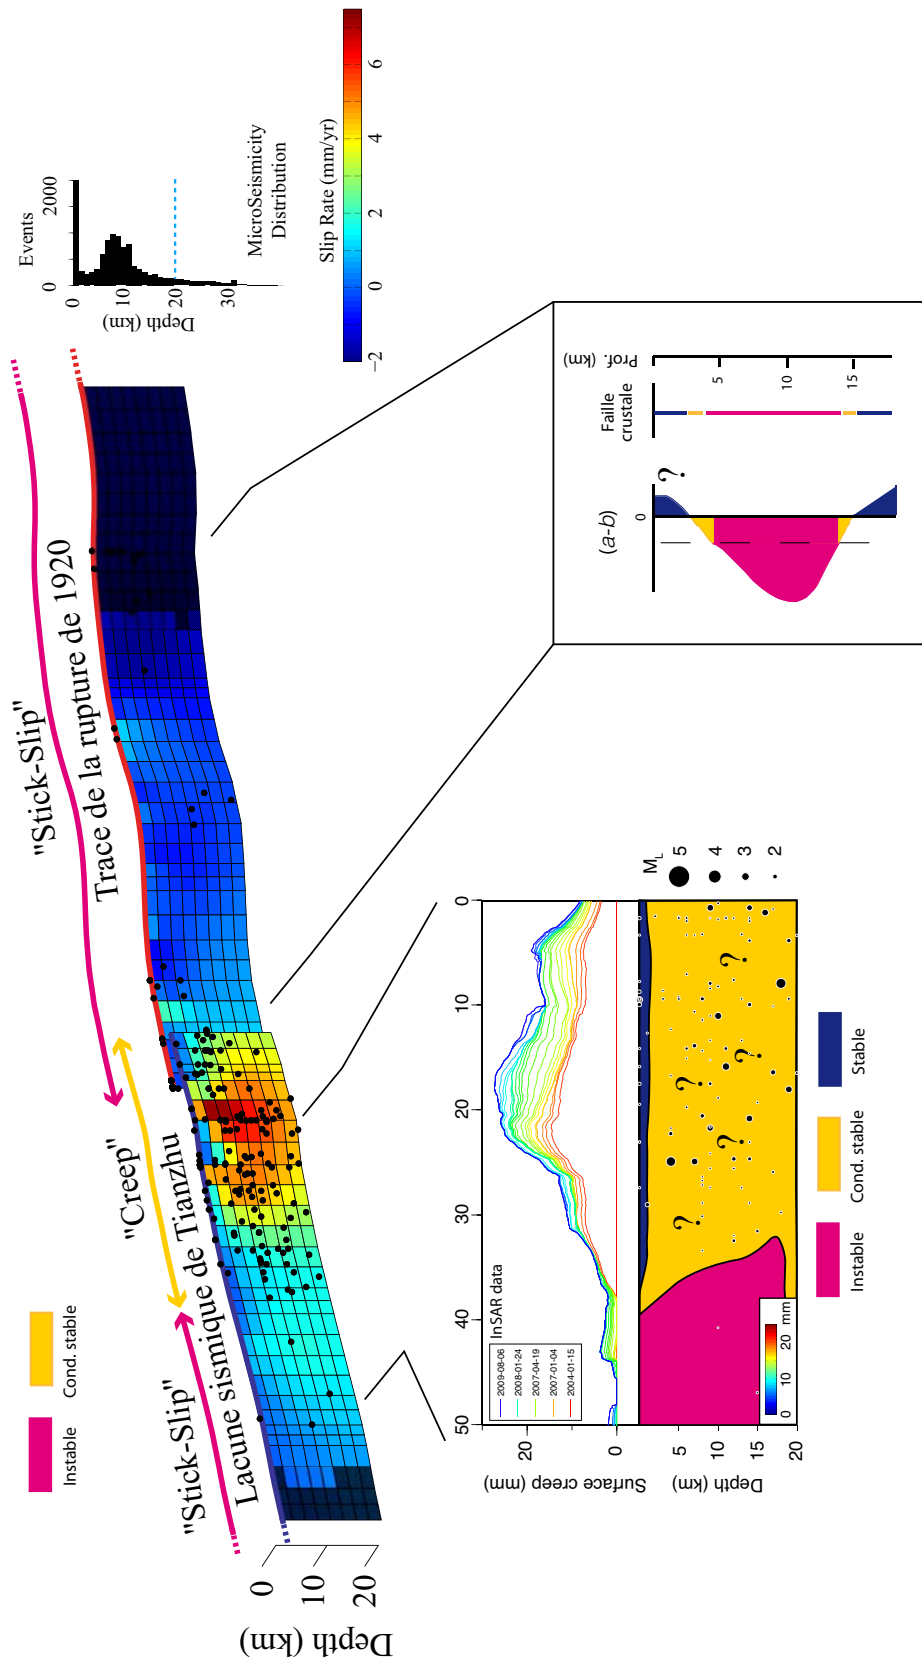 Instable
Cond. stable
"Stick-Slip"
"Creep"
"Stick-Slip"
Lacune sismique de Tianzhu
Trace de la rupture de 1920
0
10
20
Depth (km)
Events
0
2000
0
10
20
30
Depth (km)
MicroSeismicity
Distribution
Slip Rate (mm/yr)
−2
0
2
4
6
InSAR data
2009-08-06
2008-01-24
2007-04-19
2007-01-04
2004-01-15
Surface creep (mm)
20
0
50
40
30
20
10
0
Depth (km)
5
10
15
20
0
10
20 mm
?
?
?
?
?
?
M_L
5
4
3
2
Instable
Cond. stable
Stable
(a-b)
0
?
Faille
crustale
Prof. (km)
5
10
15